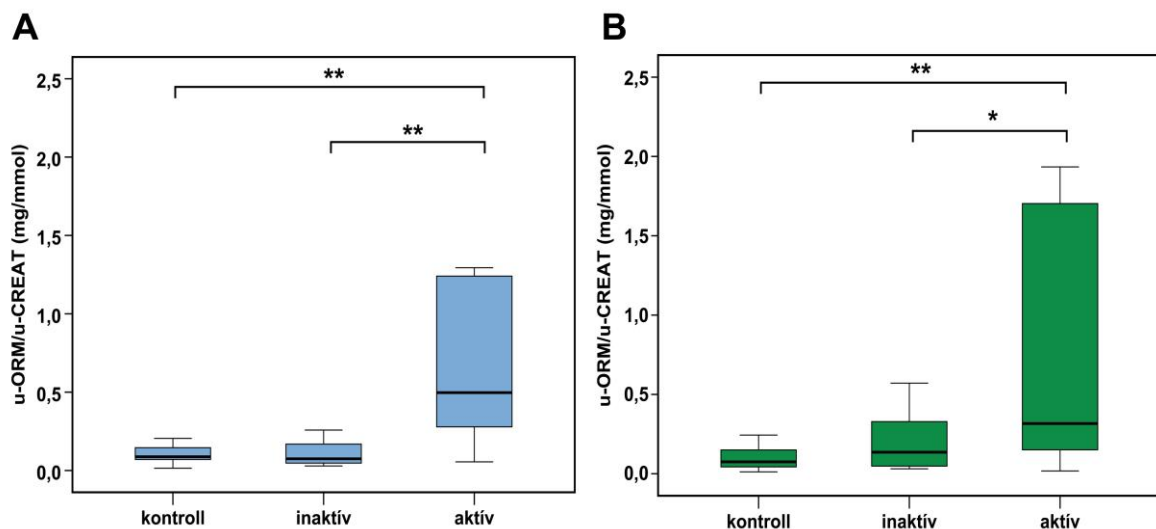 A
u-ORM/u-CREAT (mg/mmol)
2,5
2,0
1,5
1,0
0,5
0,0
**
**
kontroll inaktív aktív
B
u-ORM/u-CREAT (mg/mmol)
2,5
2,0
1,5
1,0
0,5
0,0
**
*
kontroll inaktív aktív